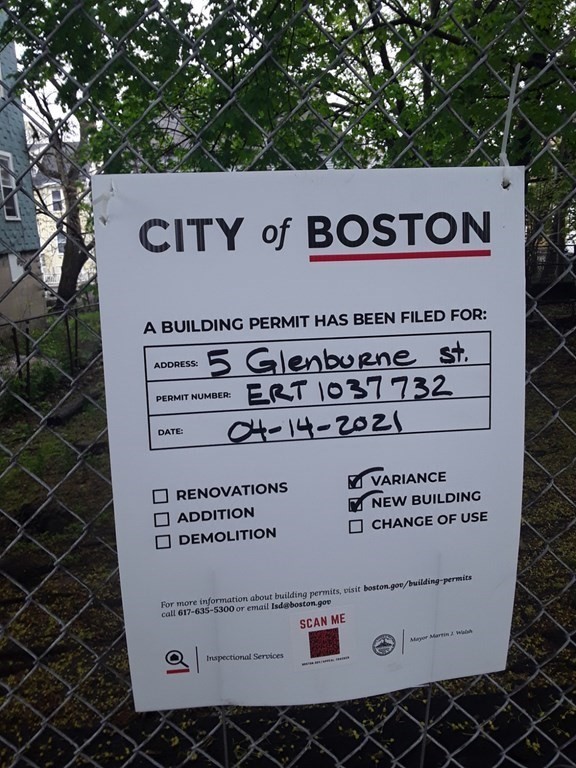 CITY of BOSTON
A BUILDING PERMIT HAS BEEN FILED FOR:
ADDRESS: 5 Glenburne st.
PERMIT NUMBER: ERT 1037732
DATE: 04-14-2021
RENOVATIONS
ADDITION
DEMOLITION
VARIANCE
NEW BUILDING
CHANGE OF USE
For more information about building permits, visit boston.gov/building-permits
call 617-635-5300 or email Isd@boston.gov
SCAN ME
Inspectional Services
Mayor Martin J. Walsh